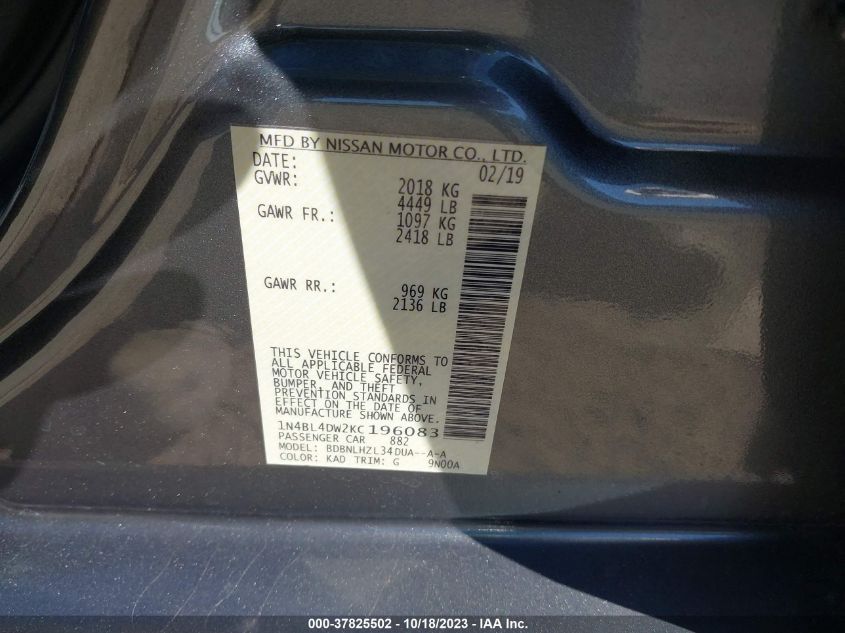 MFD BY NISSAN MOTOR CO., LTD.
DATE: 02/19
GVWR: 2018 KG
4449 LB
GAWR FR.: 1097 KG
2418 LB
GAWR RR.: 969 KG
2136 LB
THIS VEHICLE CONFORMS TO
ALL APPLICABLE FEDERAL
MOTOR VEHICLE SAFETY,
BUMPER, AND THEFT
PREVENTION STANDARDS IN
EFFECT ON THE DATE OF
MANUFACTURE SHOWN ABOVE.
1N4BL4DW2KC196083
PASSENGER CAR 882
MODEL: BDBNLHZL34DUA--A-A
COLOR: KAD TRIM: G 9N00A
000-37825502 - 10/18/2023 - IAA Inc.